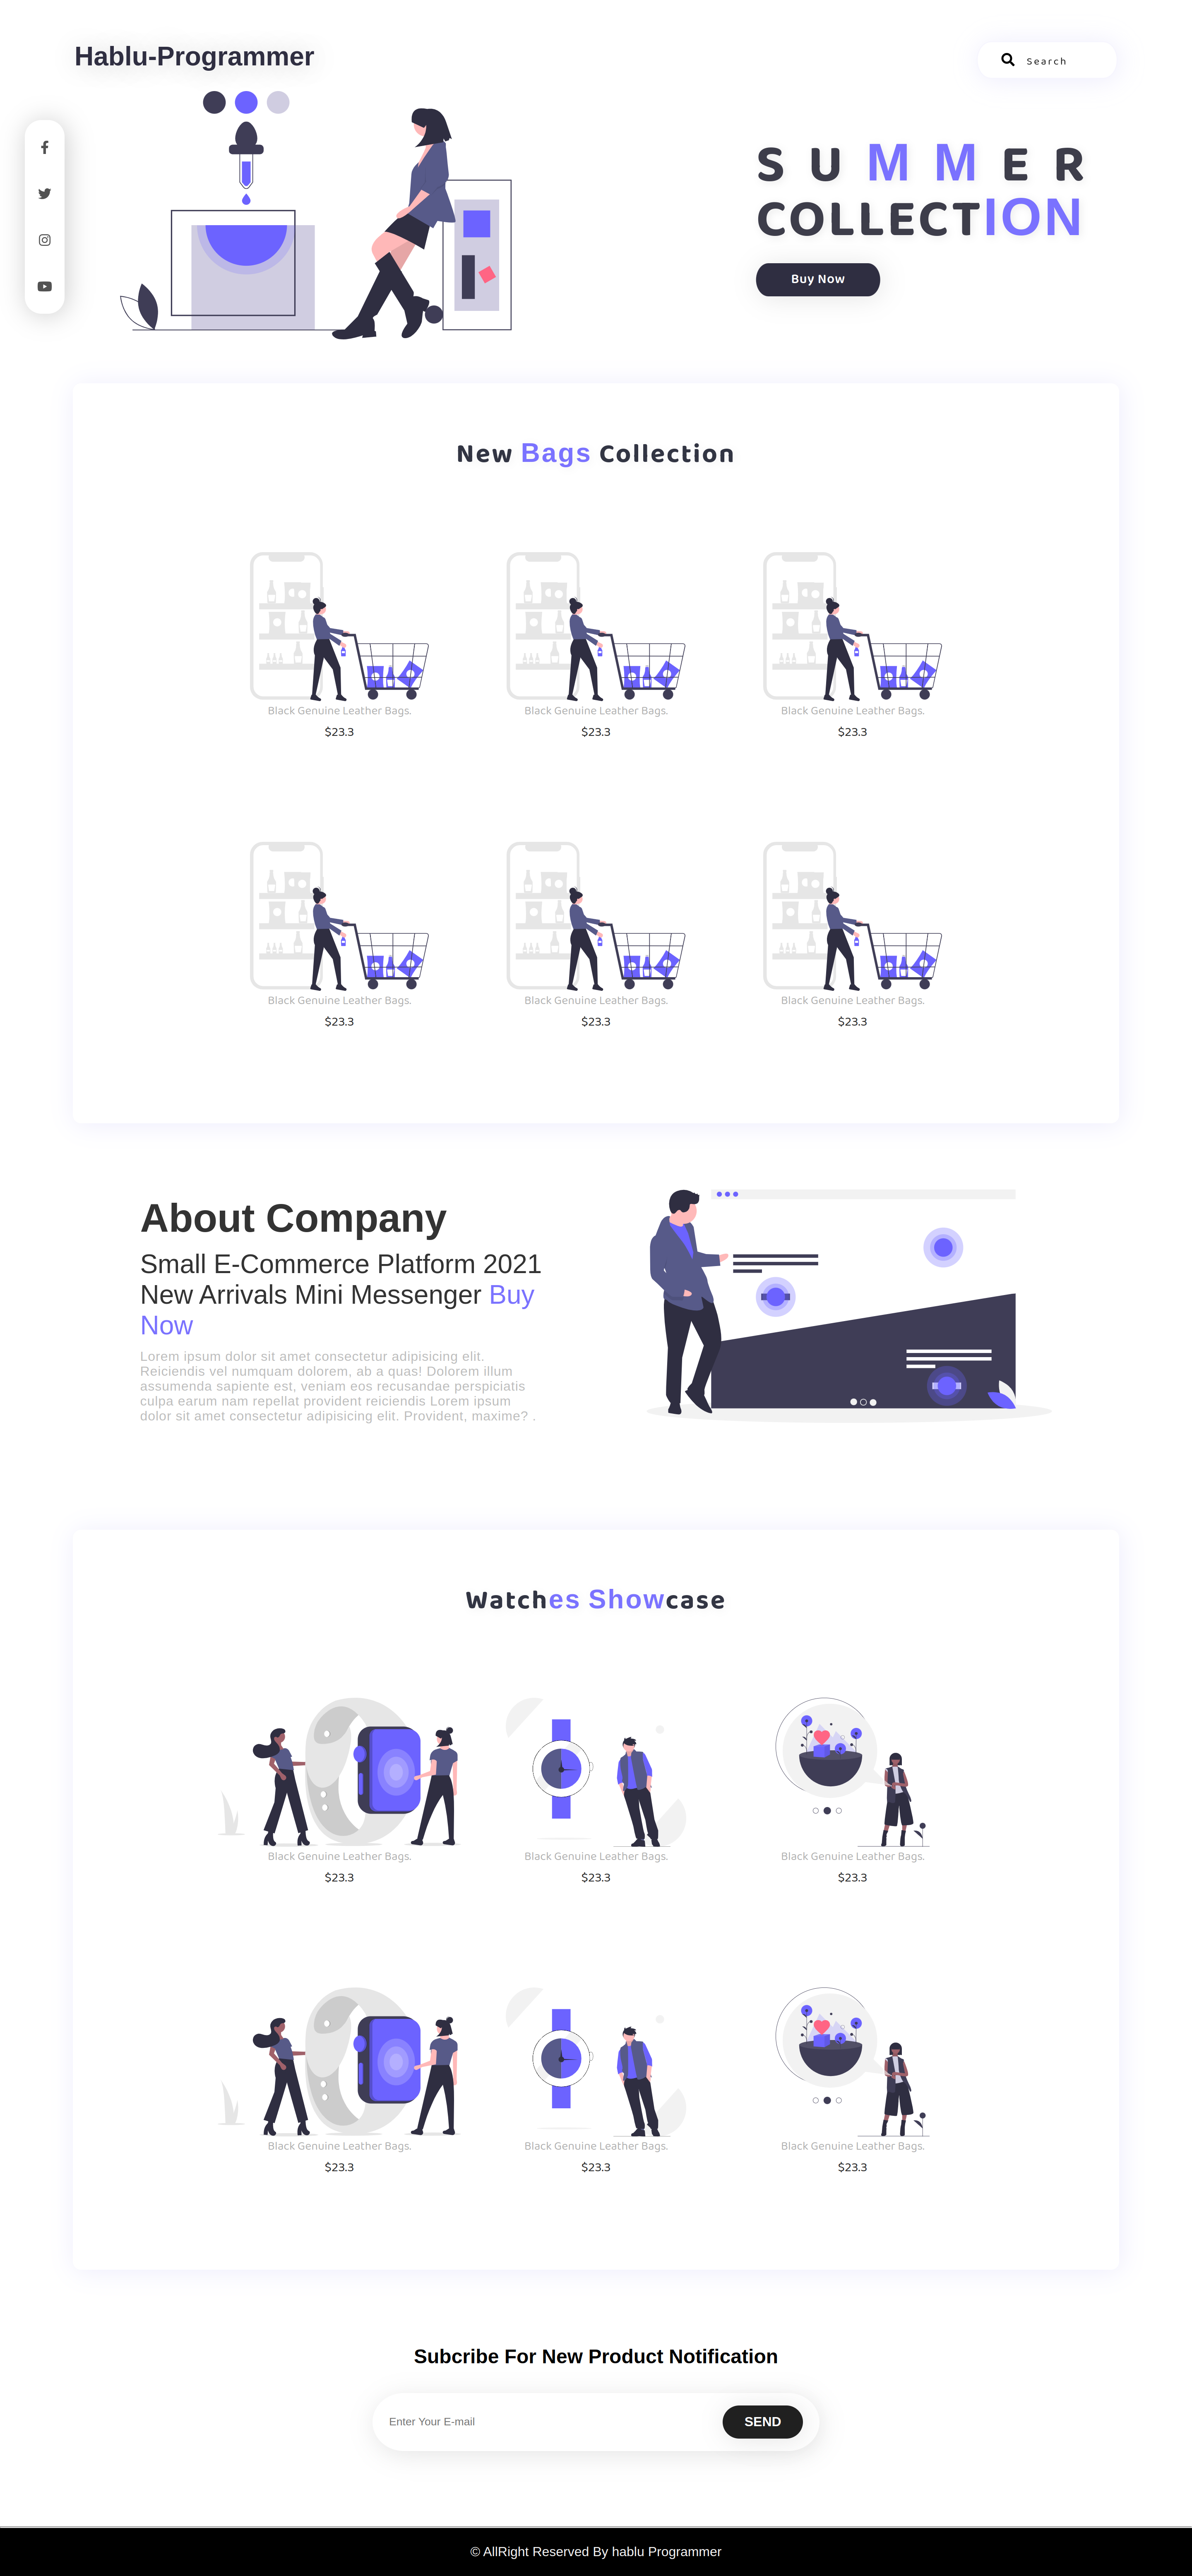 Hablu-Programmer
Search
S U M M E R
COLLECTION
Buy Now
New Bags Collection
Black Genuine Leather Bags.
$23.3
Black Genuine Leather Bags.
$23.3
Black Genuine Leather Bags.
$23.3
Black Genuine Leather Bags.
$23.3
Black Genuine Leather Bags.
$23.3
Black Genuine Leather Bags.
$23.3
About Company
Small E-Commerce Platform 2021
New Arrivals Mini Messenger Buy
Now
Lorem ipsum dolor sit amet consectetur adipisicing elit.
Reiciendis vel numquam dolorem, ab a quas! Dolorem illum
assumenda sapiente est, veniam eos recusandae perspiciatis
culpa earum nam repellat provident reiciendis Lorem ipsum
dolor sit amet consectetur adipisicing elit. Provident, maxime? .
Watches Showcase
Black Genuine Leather Bags.
$23.3
Black Genuine Leather Bags.
$23.3
Black Genuine Leather Bags.
$23.3
Black Genuine Leather Bags.
$23.3
Black Genuine Leather Bags.
$23.3
Black Genuine Leather Bags.
$23.3
Subcribe For New Product Notification
Enter Your E-mail
SEND
© AllRight Reserved By hablu Programmer